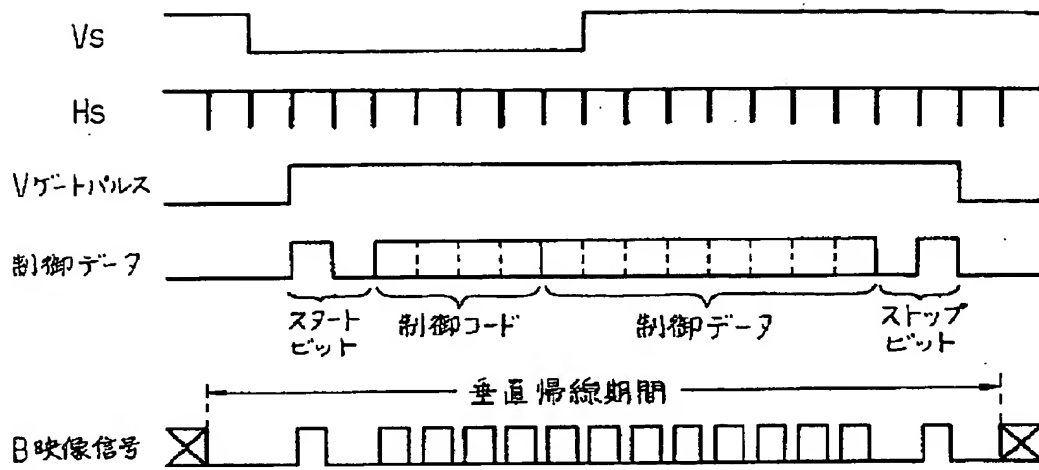 Vs
Hs
Vゲートパルス
制御データ
スタート
ビット
制御コード
制御データ
ストップ
ビット
垂直帰線期間
B映像信号